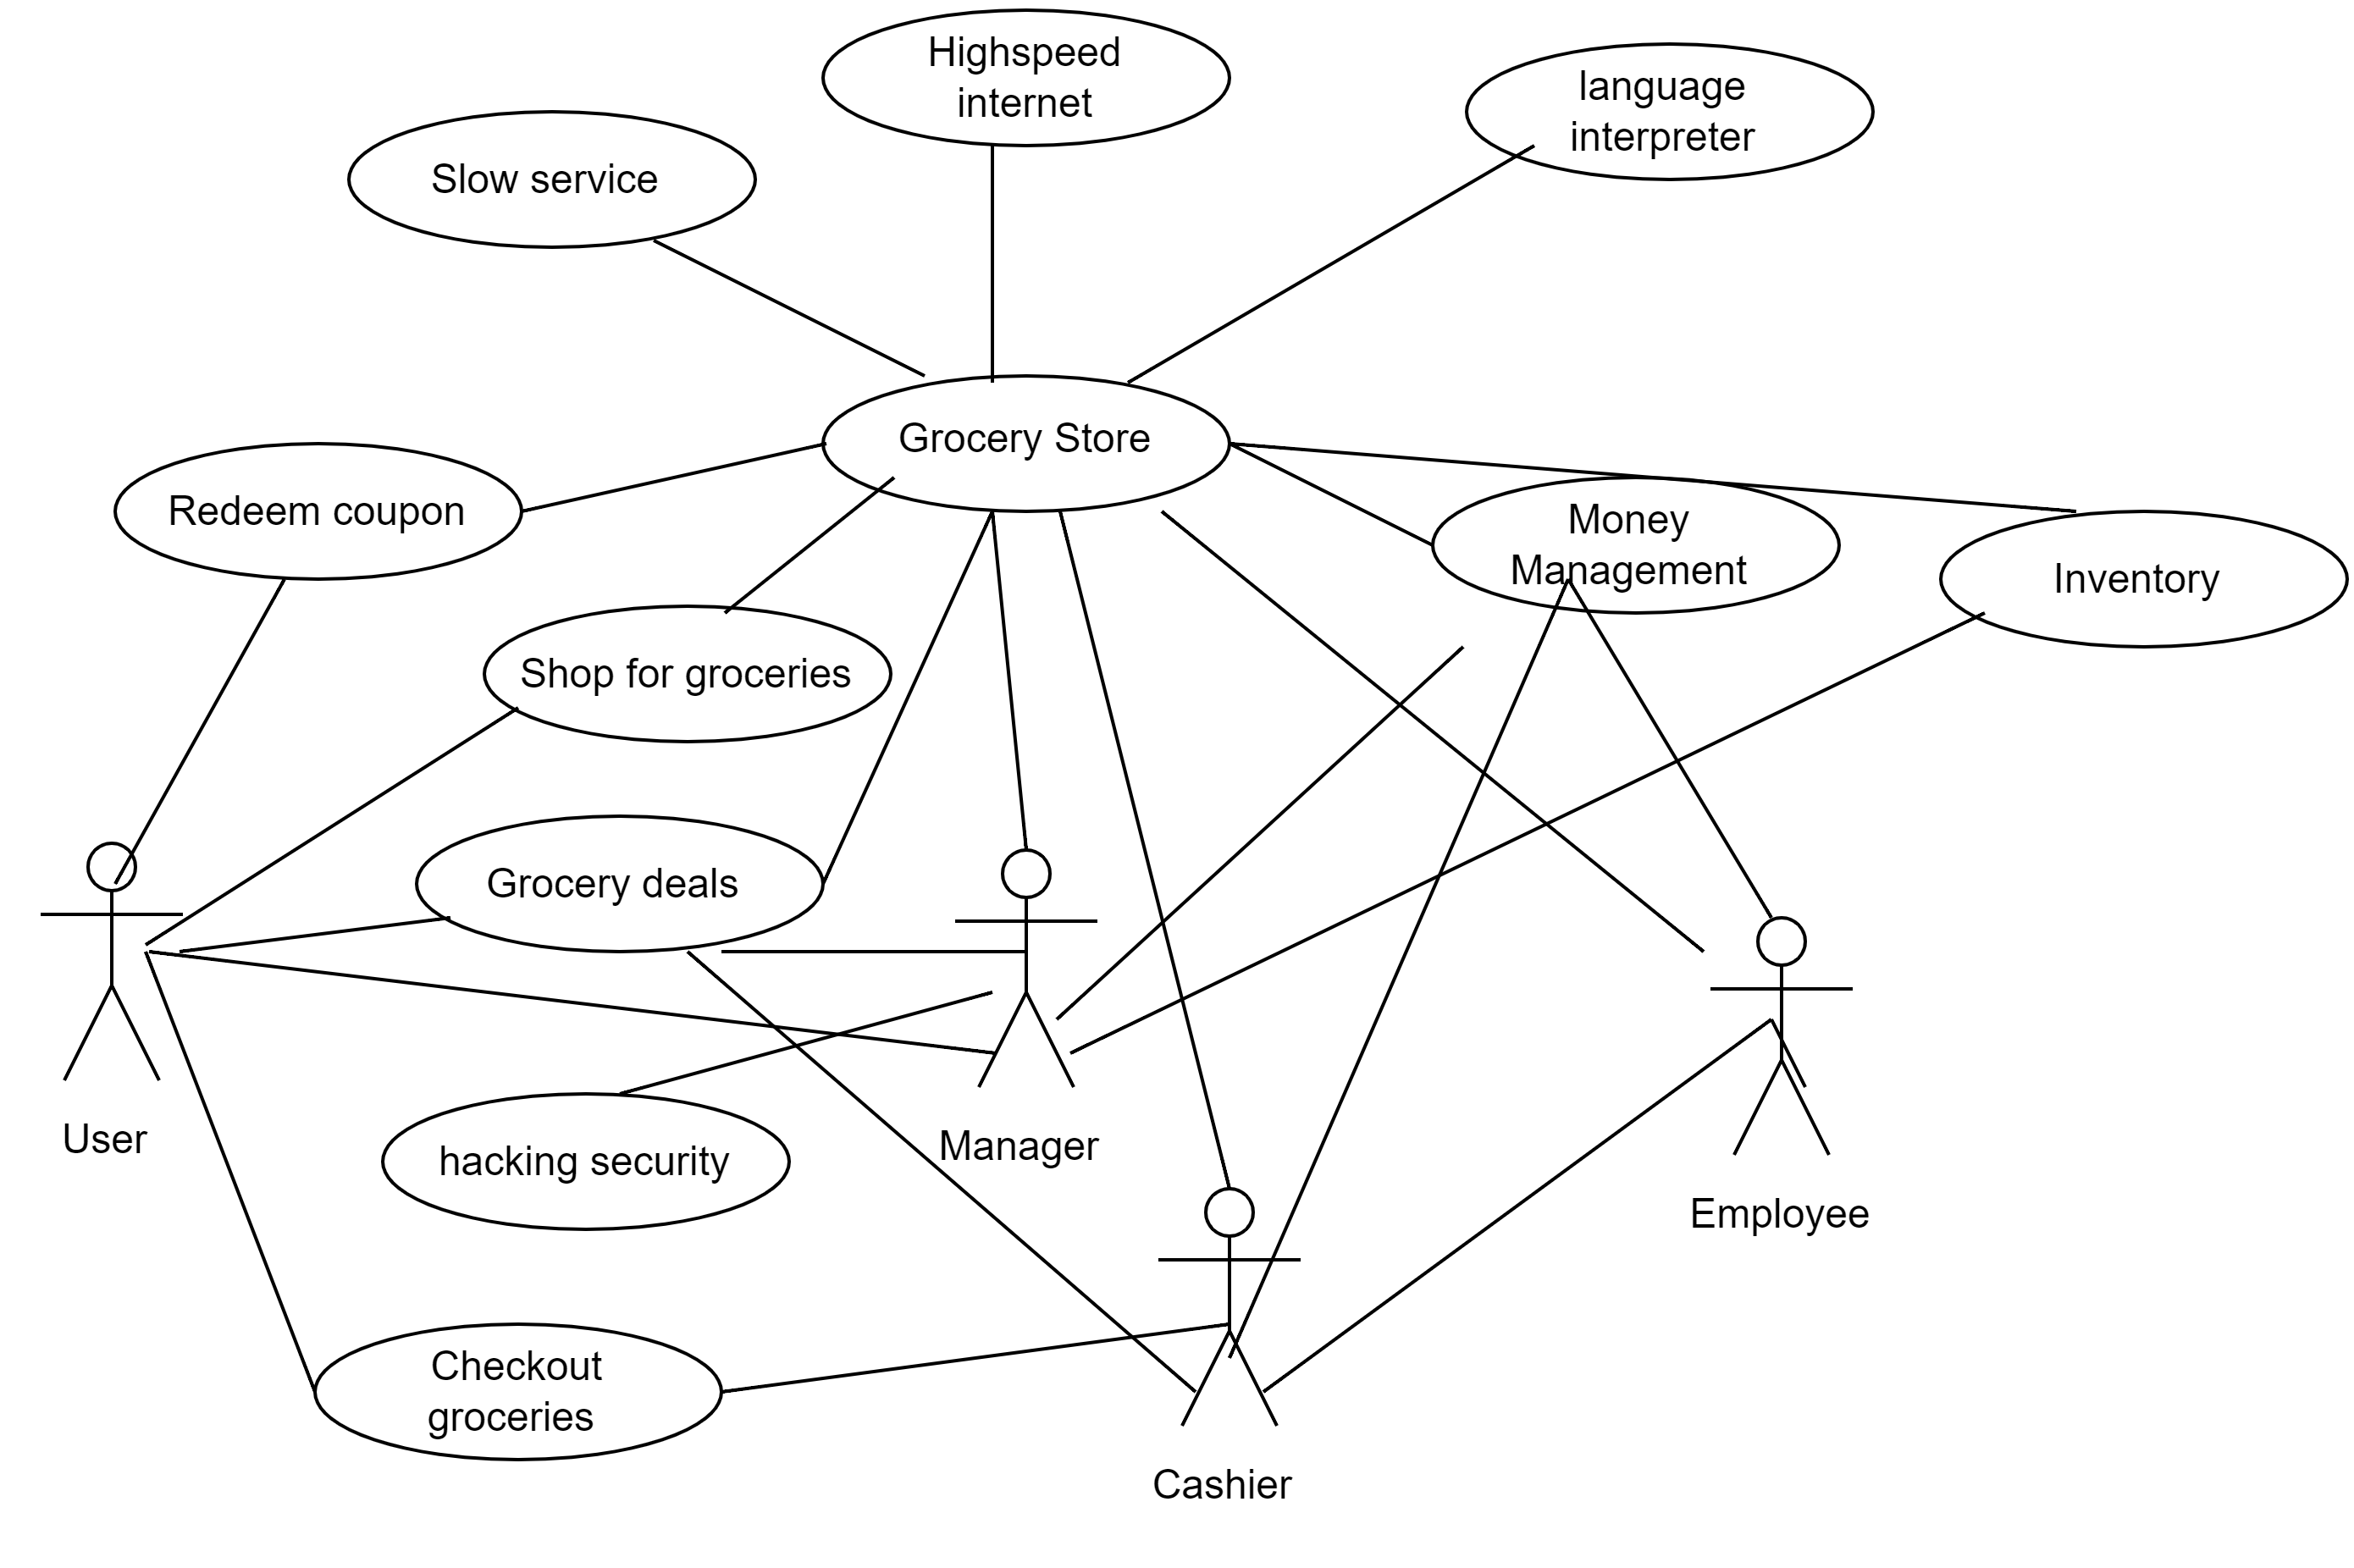 Highspeed
internet
language
interpreter
Slow service
Grocery Store
Redeem coupon
Money
Management
Inventory
Shop for groceries
Grocery deals
User
Manager
hacking security
Employee
Checkout
groceries
Cashier